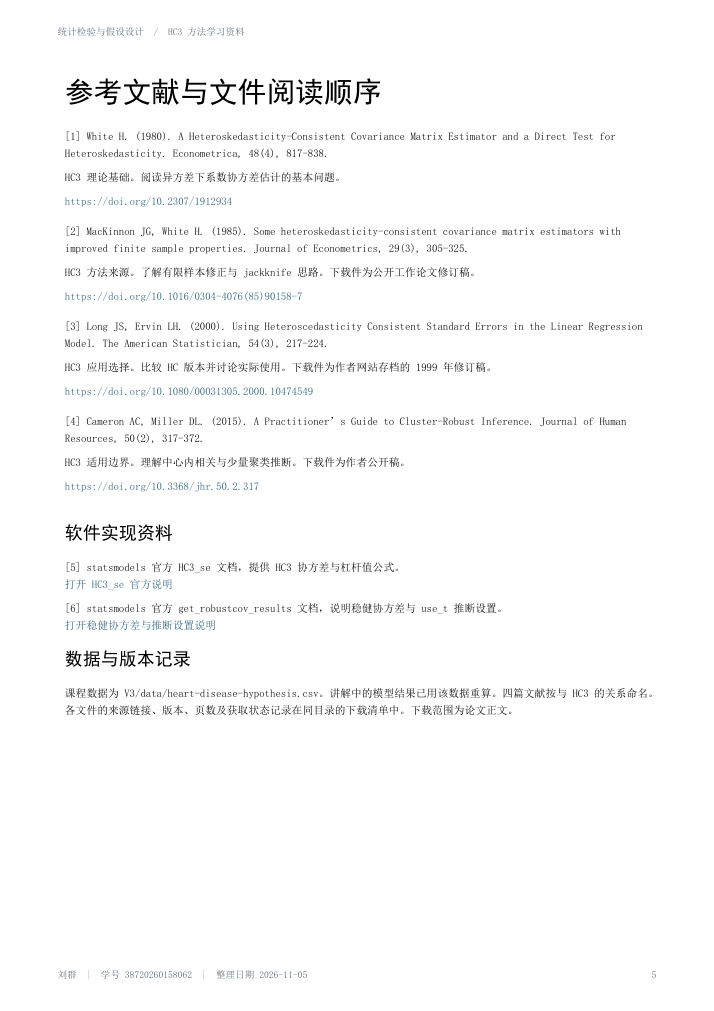 统计检验与假设设计 / HC3 方法学习资料
参考文献与文件阅读顺序
[1] White H. (1980). A Heteroskedasticity-Consistent Covariance Matrix Estimator and a Direct Test for
Heteroskedasticity. Econometrica, 48(4), 817-838.
HC3 理论基础。阅读异方差下系数协方差估计的基本问题。
https://doi.org/10.2307/1912934
[2] MacKinnon JG, White H. (1985). Some heteroskedasticity-consistent covariance matrix estimators with
improved finite sample properties. Journal of Econometrics, 29(3), 305-325.
HC3 方法来源。了解有限样本修正与 jackknife 思路。下载件为公开工作论文修订稿。
https://doi.org/10.1016/0304-4076(85)90158-7
[3] Long JS, Ervin LH. (2000). Using Heteroscedasticity Consistent Standard Errors in the Linear Regression
Model. The American Statistician, 54(3), 217-224.
HC3 应用选择。比较 HC 版本并讨论实际使用。下载件为作者网站存档的 1999 年修订稿。
https://doi.org/10.1080/00031305.2000.10474549
[4] Cameron AC, Miller DL. (2015). A Practitioner’s Guide to Cluster-Robust Inference. Journal of Human
Resources, 50(2), 317-372.
HC3 适用边界。理解中心内相关与少量聚类推断。下载件为作者公开稿。
https://doi.org/10.3368/jhr.50.2.317
软件实现资料
[5] statsmodels 官方 HC3_se 文档，提供 HC3 协方差与杠杆值公式。
打开 HC3_se 官方说明
[6] statsmodels 官方 get_robustcov_results 文档，说明稳健协方差与 use_t 推断设置。
打开稳健协方差与推断设置说明
数据与版本记录
课程数据为 V3/data/heart-disease-hypothesis.csv。讲解中的模型结果已用该数据重算。四篇文献按与 HC3 的关系命名。
各文件的来源链接、版本、页数及获取状态记录在同目录的下载清单中。下载范围为论文正文。
刘群 | 学号 38720260158062 | 整理日期 2026-11-05 5